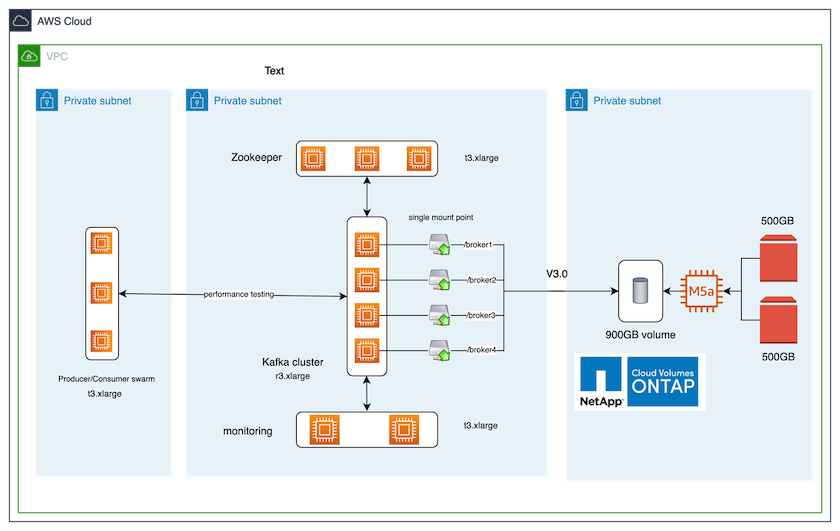 AWS Cloud
VPC
Text
Private subnet
Private subnet
Private subnet
Zookeeper
t3.xlarge
single mount point
500GB
/broker1
/broker2
V3.0
M5a
performance testing
/broker3
900GB volume
/broker4
500GB
Kafka cluster
r3.xlarge
Producer/Consumer swarm
t3.xlarge
NetApp
Cloud Volumes
ONTAP
monitoring
t3.xlarge